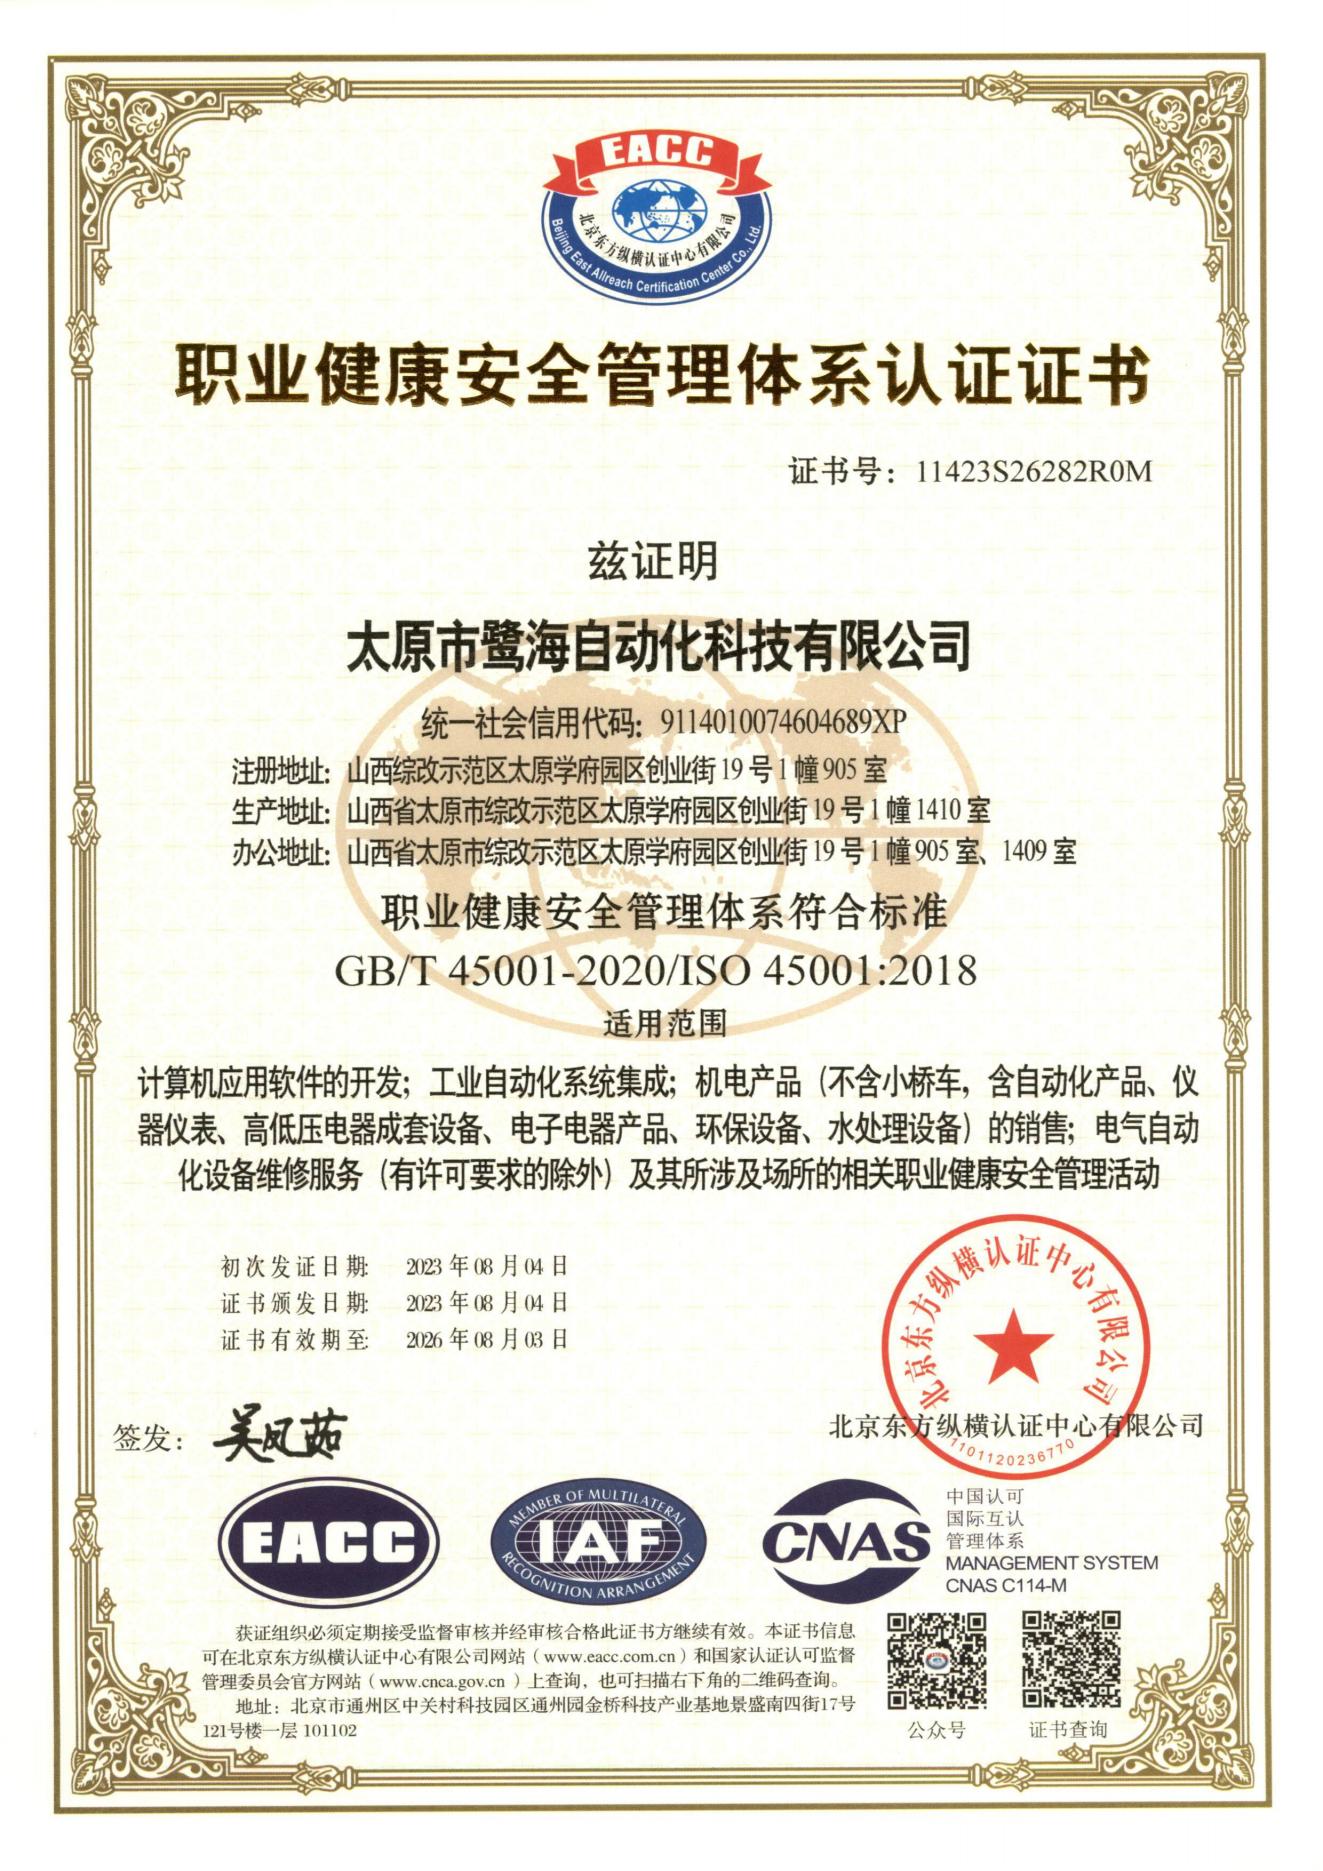 EACC
北京东方纵横认证中心有限公司
Beijing East Allreach Certification Center Co., Ltd.
职业健康安全管理体系认证证书
证书号：11423S26282R0M
兹证明
太原市鹭海自动化科技有限公司
统一社会信用代码：9114010074604689XP
注册地址：山西综改示范区太原学府园区创业街19号1幢905室
生产地址：山西省太原市综改示范区太原学府园区创业街19号1幢1410室
办公地址：山西省太原市综改示范区太原学府园区创业街19号1幢905室、1409室
职业健康安全管理体系符合标准
GB/T 45001-2020/ISO 45001:2018
适用范围
计算机应用软件的开发；工业自动化系统集成；机电产品（不含小桥车，含自动化产品、仪
器仪表、高低压电器成套设备、电子电器产品、环保设备、水处理设备）的销售；电气自动
化设备维修服务（有许可要求的除外）及其所涉及场所的相关职业健康安全管理活动
初次发证日期： 2023年08月04日
证书颁发日期： 2023年08月04日
证书有效期至： 2026年08月03日
北京东方纵横认证中心有限公司
1101120236770
签发：吴凤茹
北京东方纵横认证中心有限公司
EACC
MEMBER OF MULTILATERAL
IAF
RECOGNITION ARRANGEMENT
CNAS
中国认可
国际互认
管理体系
MANAGEMENT SYSTEM
CNAS C114-M
获证组织必须定期接受监督审核并经审核合格此证书方继续有效。本证书信息
可在北京东方纵横认证中心有限公司网站（www.eacc.com.cn）和国家认证认可监督
管理委员会官方网站（www.cnca.gov.cn）上查询，也可扫描右下角的二维码查询。
地址：北京市通州区中关村科技园区通州园金桥科技产业基地景盛南四街17号
121号楼一层101102
公众号
证书查询